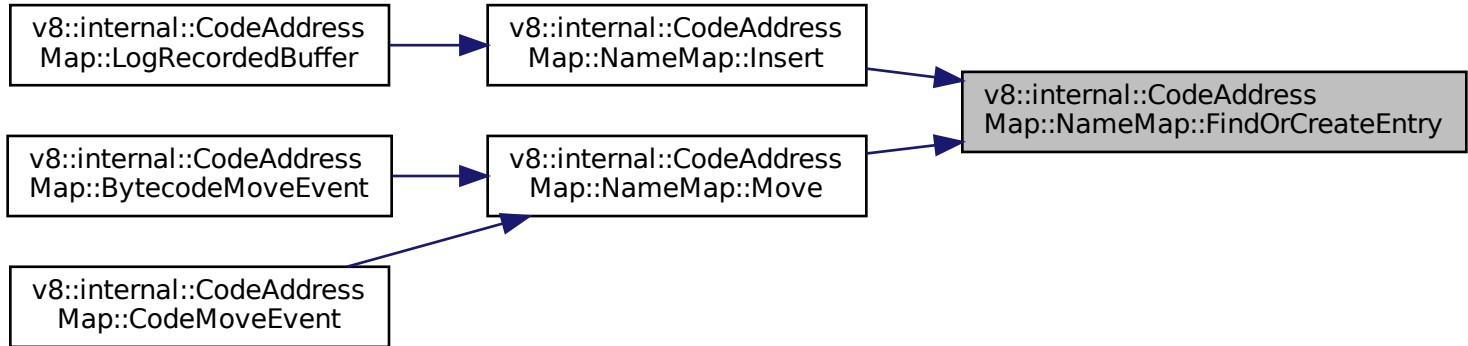 v8::internal::CodeAddress
Map::LogRecordedBuffer
v8::internal::CodeAddress
Map::NameMap::Insert
v8::internal::CodeAddress
Map::NameMap::FindOrCreateEntry
v8::internal::CodeAddress
Map::BytecodeMoveEvent
v8::internal::CodeAddress
Map::NameMap::Move
v8::internal::CodeAddress
Map::CodeMoveEvent